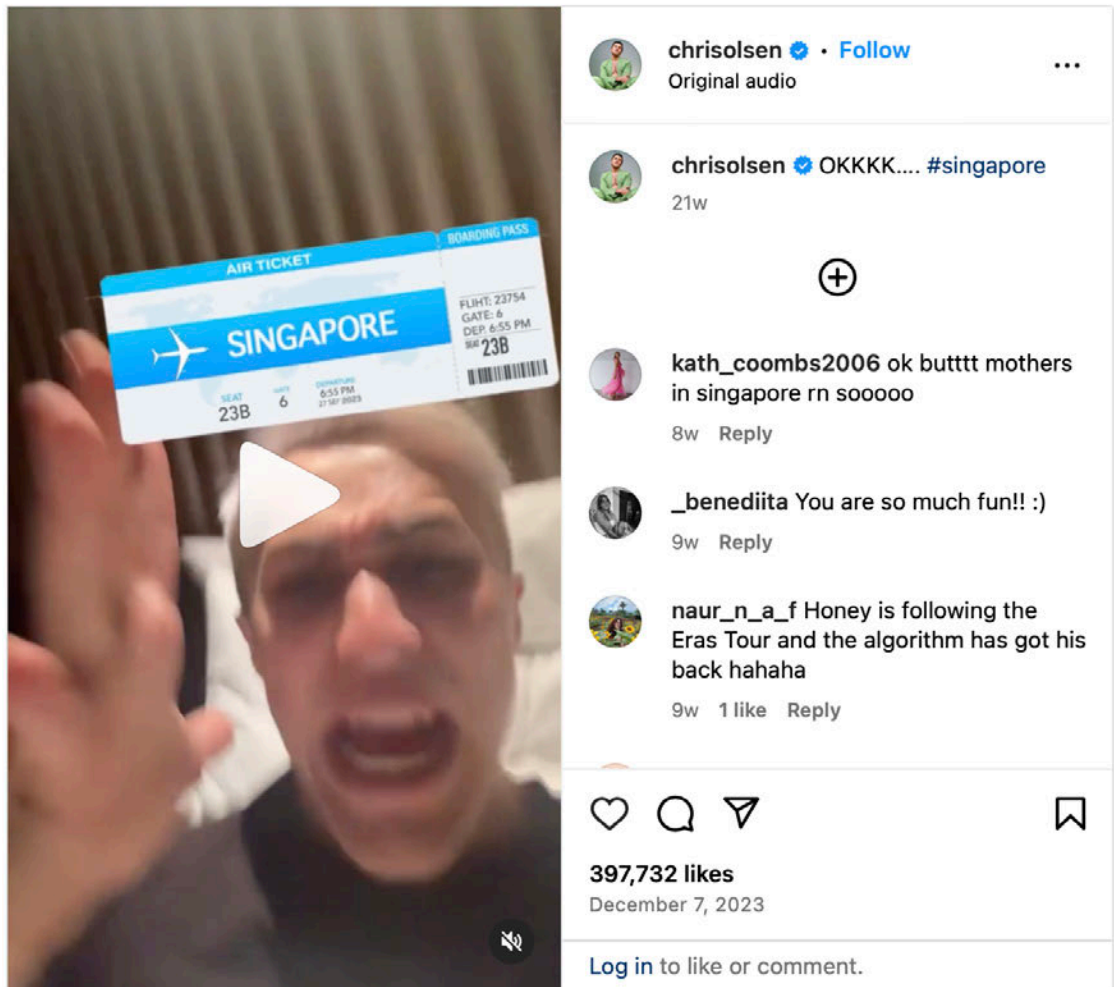 AIR TICKET
BOARDING PASS
SINGAPORE
FLIHT: 23754
GATE: 6
DEP. 6:55 PM
SEAT 23B
SEAT
23B
GATE
6
DEPARTURE
6:55 PM
27 SEP 2023
chrisolsen • Follow
Original audio
chrisolsen OKKKK.... #singapore
21w
kath_coombs2006 ok butttt mothers
in singapore rn sooooo
8w Reply
_benediita You are so much fun!! :)
9w Reply
naur_n_a_f Honey is following the
Eras Tour and the algorithm has got his
back hahaha
9w 1 like Reply
397,732 likes
December 7, 2023
Log in to like or comment.